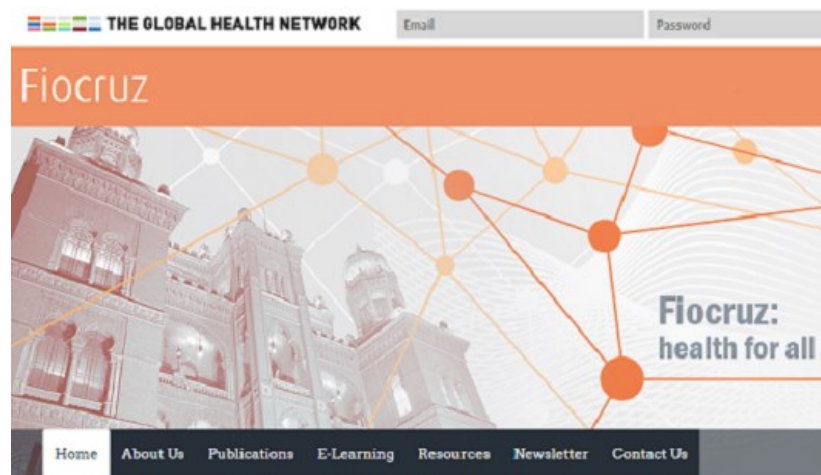 THE GLOBAL HEALTH NETWORK Email Password
Fiocruz
Fiocruz:
health for all
Home About Us Publications E-Learning Resources Newsletter Contact Us